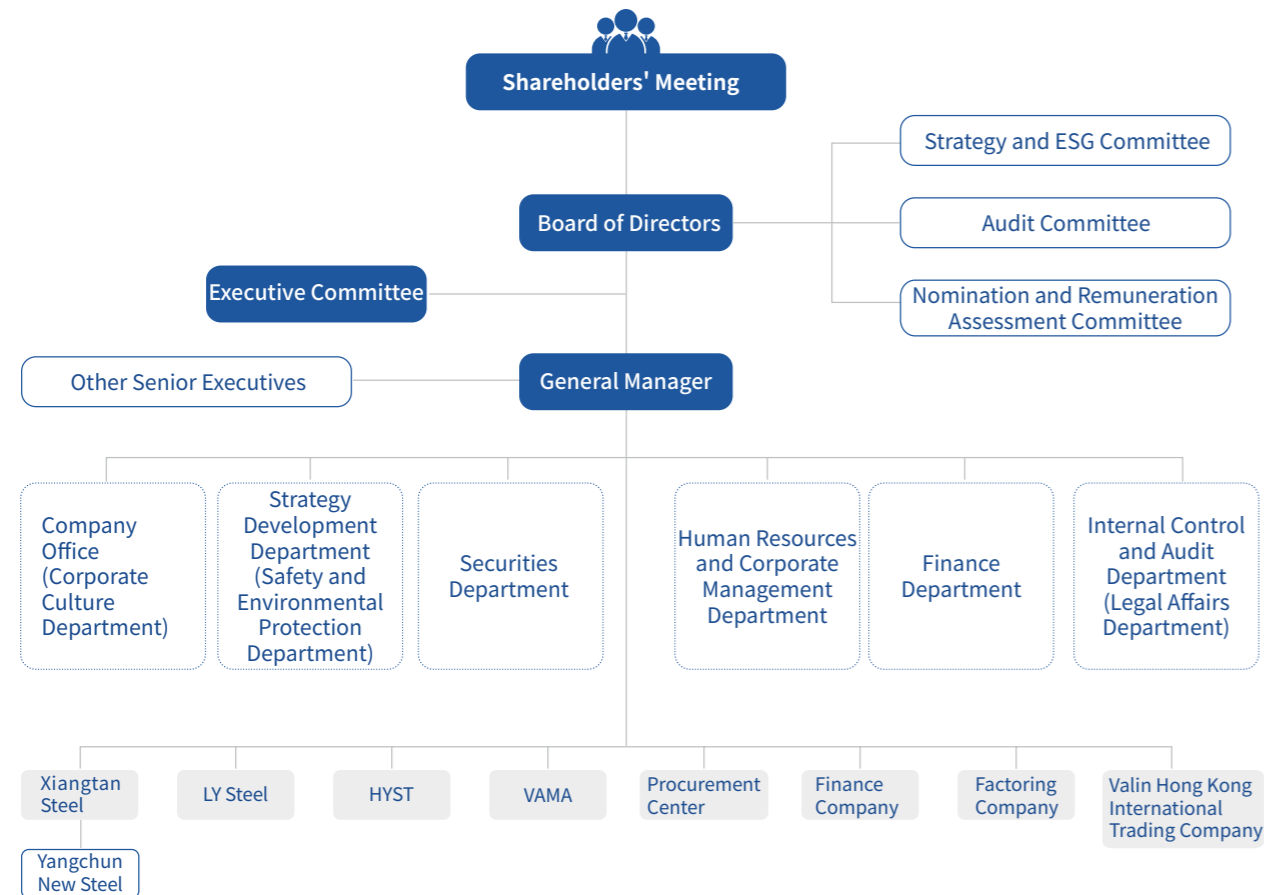 Shareholders' Meeting
Strategy and ESG Committee
Board of Directors
Audit Committee
Executive Committee
Nomination and Remuneration
Assessment Committee
Other Senior Executives
General Manager
Company
Office
(Corporate
Culture
Department)
Strategy
Development
Department
(Safety and
Environmental
Protection
Department)
Securities
Department
Human Resources
and Corporate
Management
Department
Finance
Department
Internal Control
and Audit
Department
(Legal Affairs
Department)
Xiangtan
Steel
LY Steel
HYST
VAMA
Procurement
Center
Finance
Company
Factoring
Company
Valin Hong Kong
International
Trading Company
Yangchun
New Steel